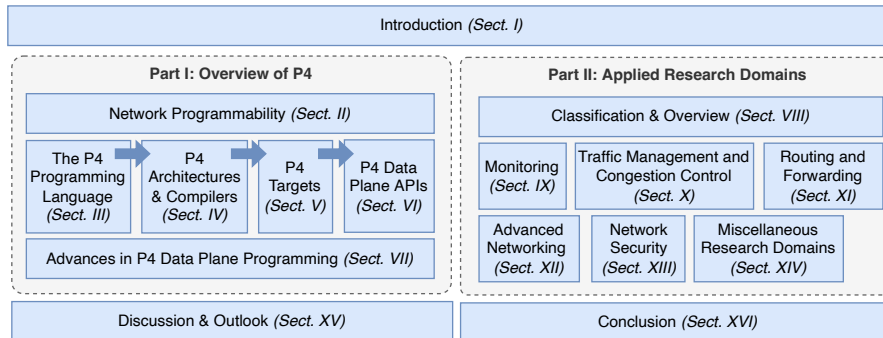 Introduction (Sect. I)
Part I: Overview of P4
Network Programmability (Sect. II)
The P4
Programming
Language
(Sect. III)
P4
Architectures
& Compilers
(Sect. IV)
P4
Targets
(Sect. V)
P4 Data
Plane APIs
(Sect. VI)
Advances in P4 Data Plane Programming (Sect. VII)
Part II: Applied Research Domains
Classification & Overview (Sect. VIII)
Monitoring
(Sect. IX)
Traffic Management and
Congestion Control
(Sect. X)
Routing and
Forwarding
(Sect. XI)
Advanced
Networking
(Sect. XII)
Network
Security
(Sect. XIII)
Miscellaneous
Research Domains
(Sect. XIV)
Discussion & Outlook (Sect. XV)
Conclusion (Sect. XVI)